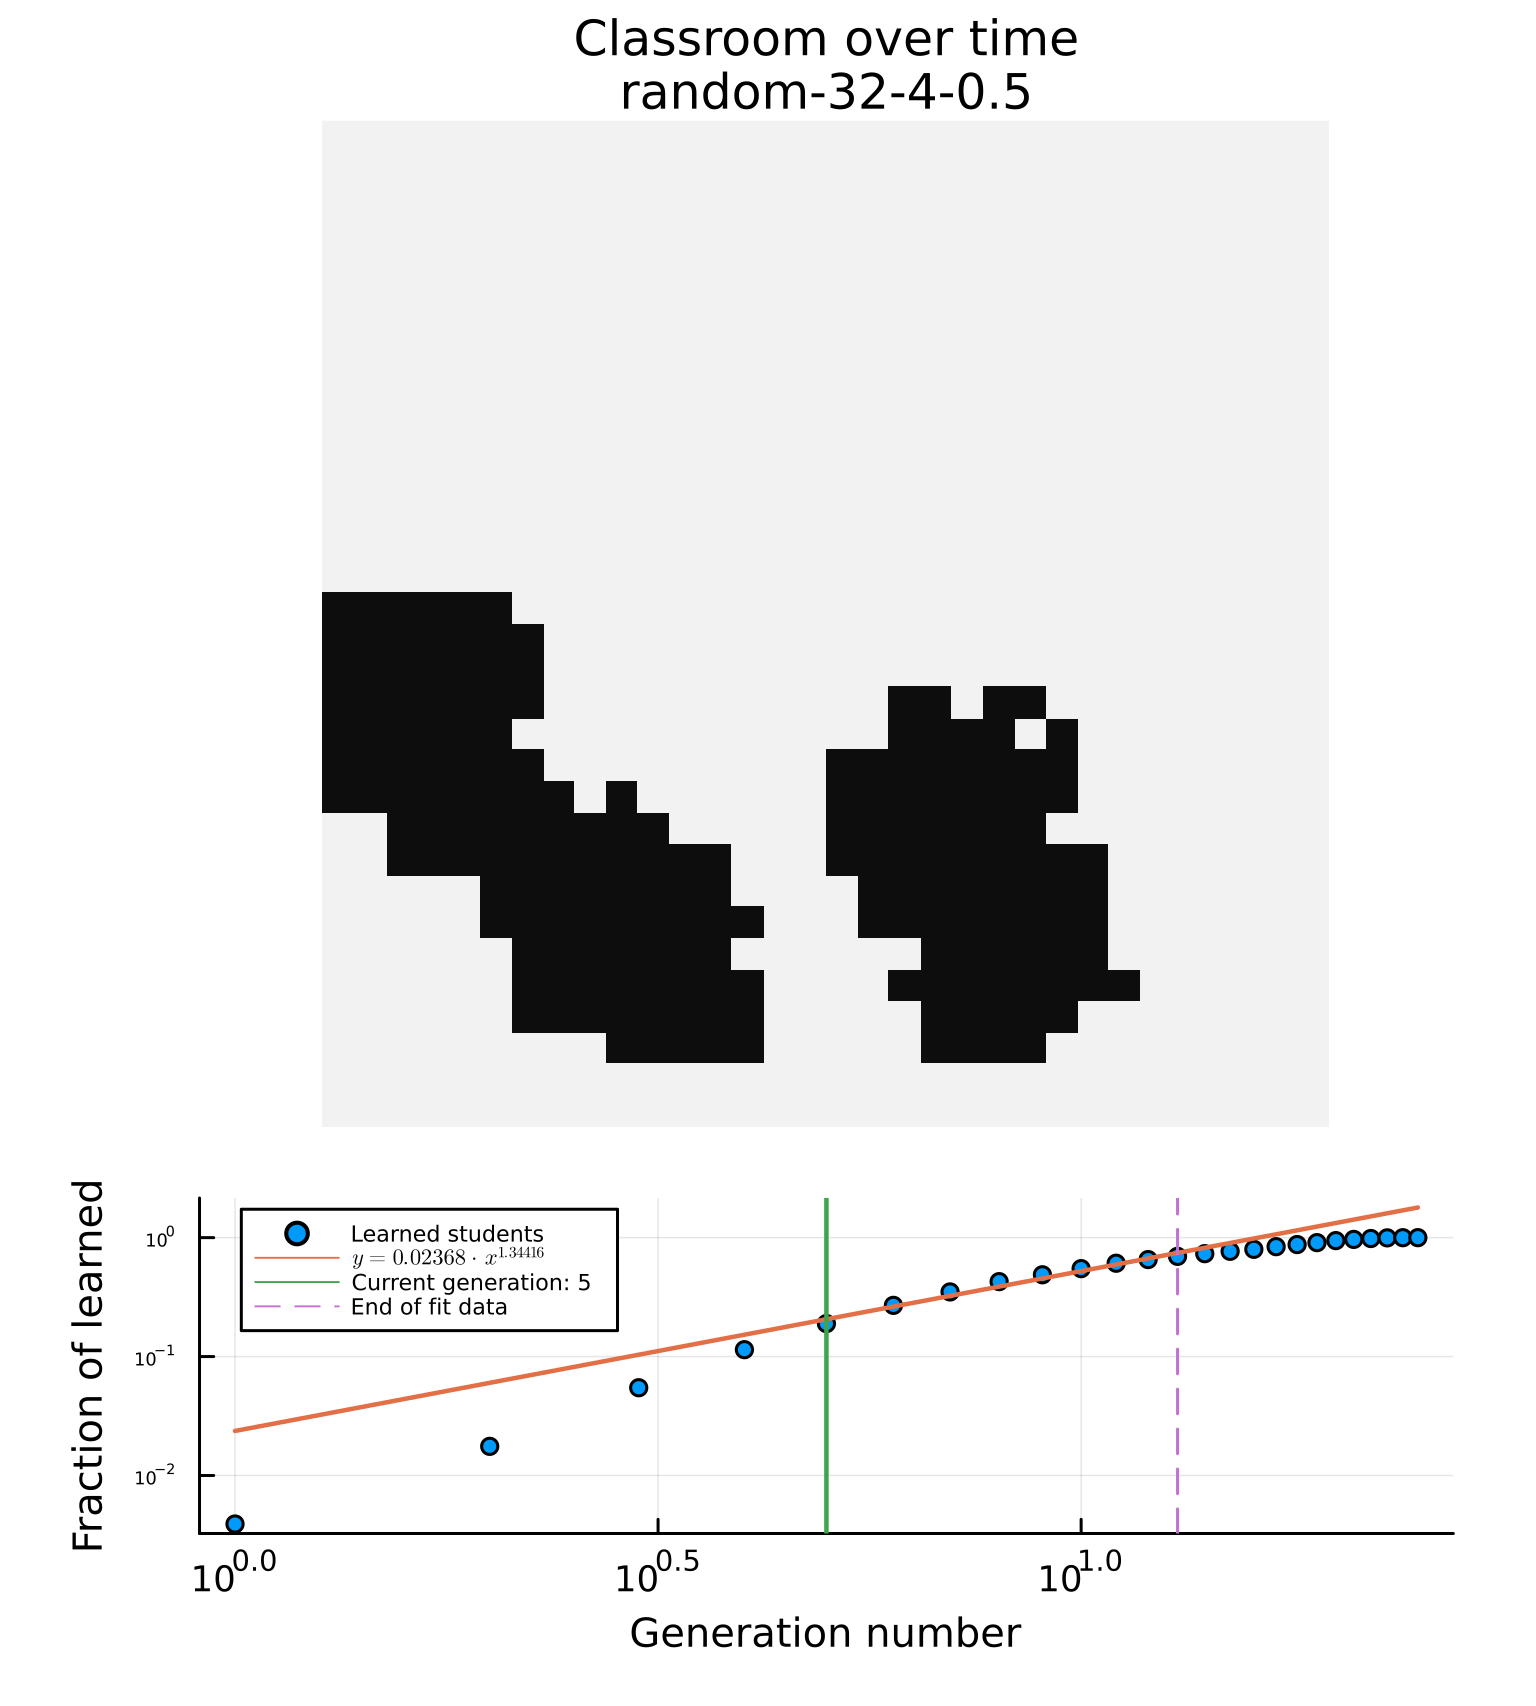 Classroom over time
random-32-4-0.5
Fraction of learned
10⁰
10⁻¹
10⁻²
Learned students
y = 0.02368 · x^1.34416
Current generation: 5
End of fit data
10^0.0
10^0.5
10^1.0
Generation number